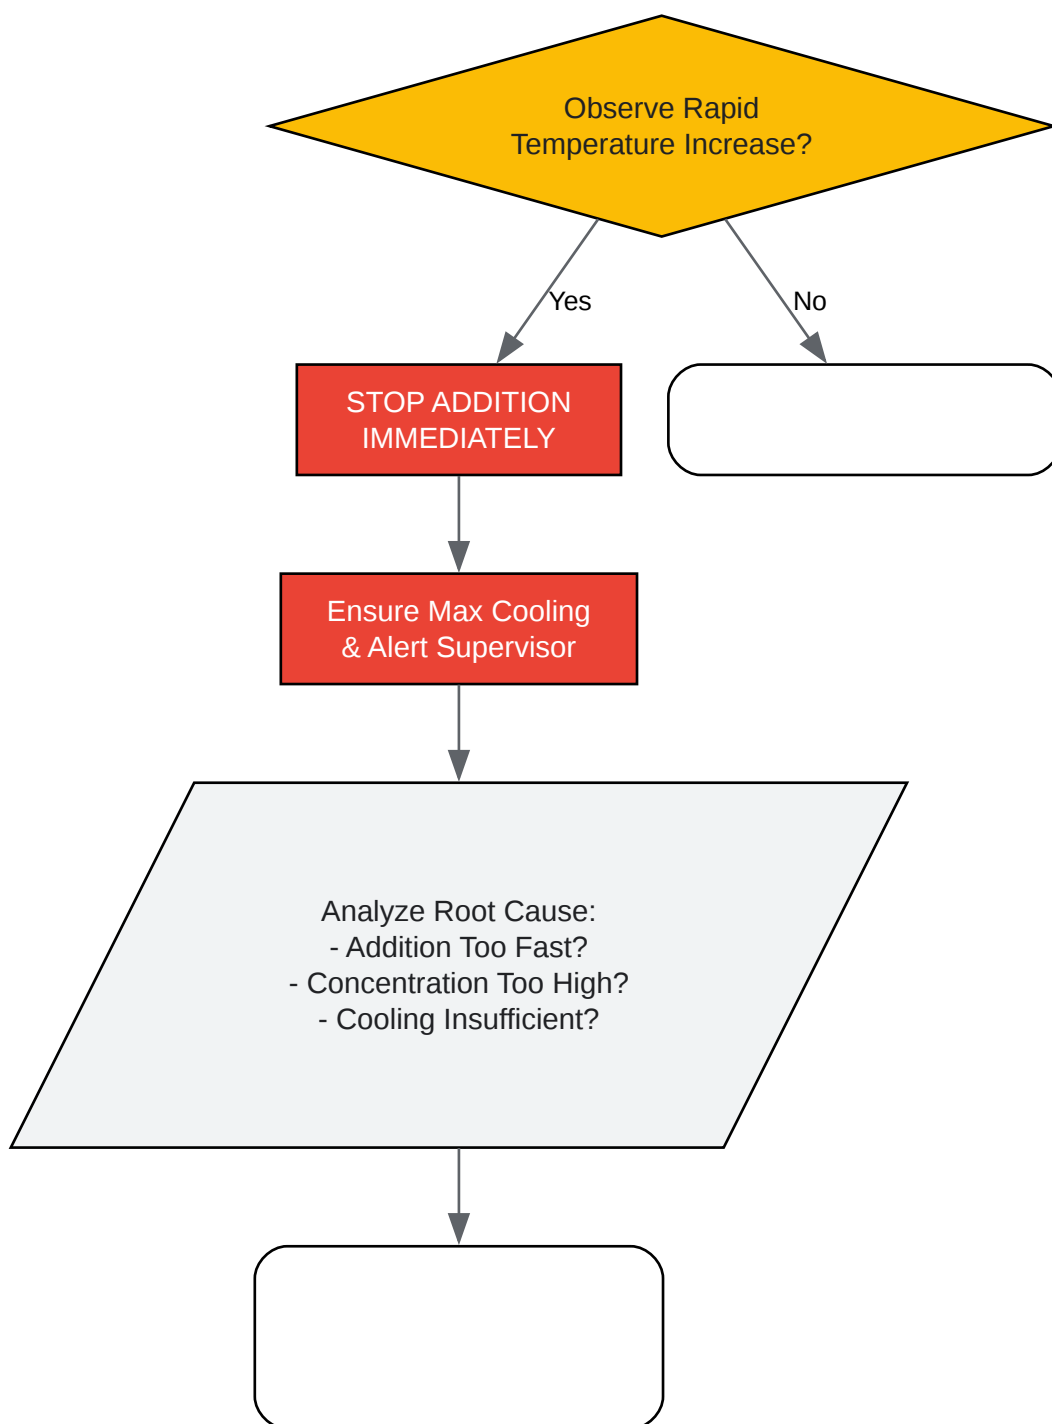 Observe Rapid
Temperature Increase?
Yes
No
STOP ADDITION
IMMEDIATELY
Ensure Max Cooling
& Alert Supervisor
Analyze Root Cause:
- Addition Too Fast?
- Concentration Too High?
- Cooling Insufficient?